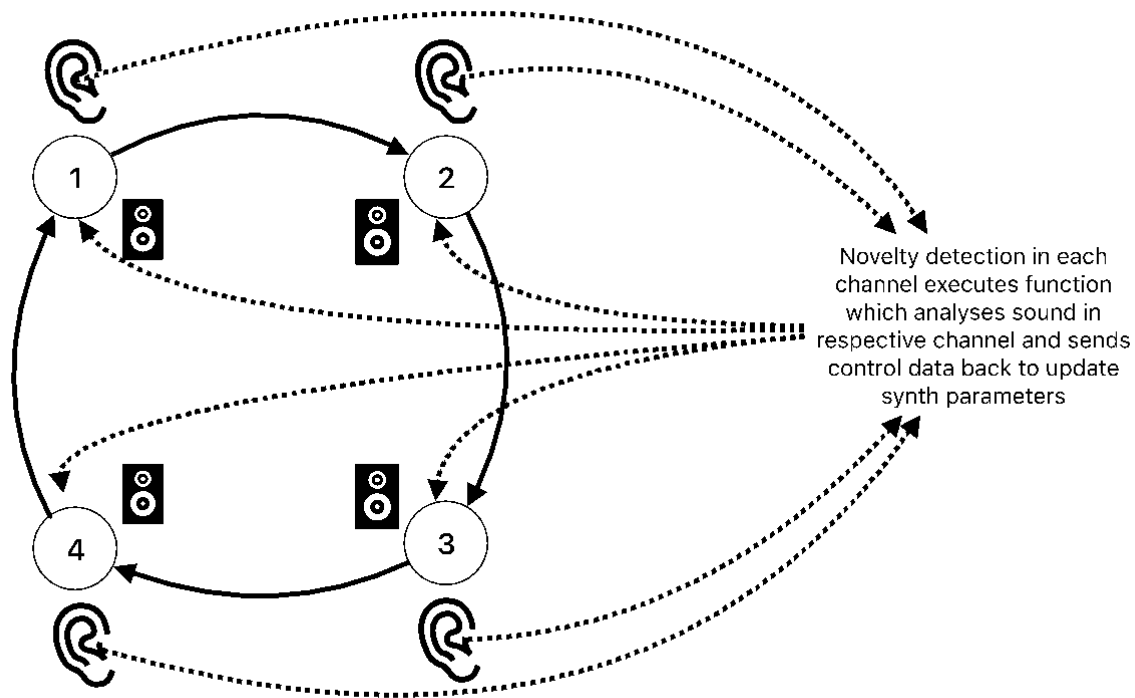 1
2
Novelty detection in each
channel executes function
which analyses sound in
respective channel and sends
control data back to update
synth parameters
4
3